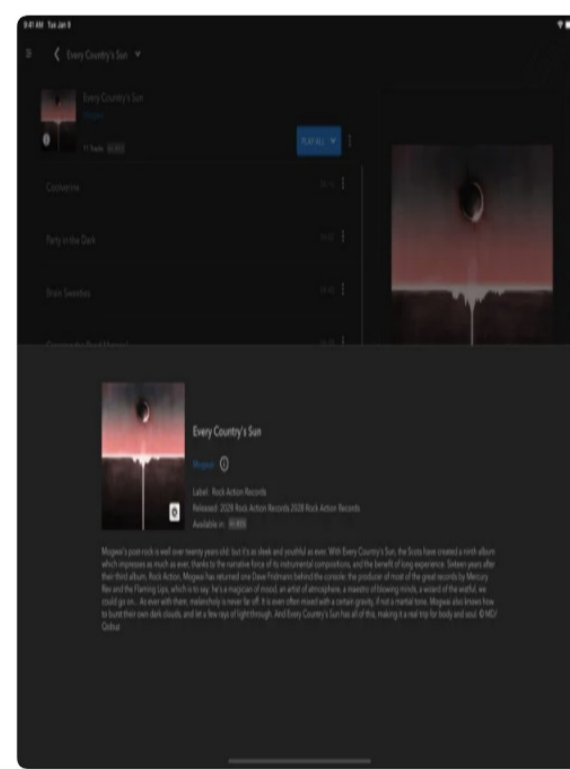 9:41 AM Tue Jan 9
Every Country's Sun
Every Country's Sun
Mogwai
11 Tracks HI-RES
PLAY ALL
Coolverine
Party in the Dark
Brain Sweeties
Every Country's Sun
Mogwai
Label: Rock Action Records
Released: 2028 Rock Action Records 2028 Rock Action Records
Available in: HI-RES
Mogwai's post-rock is well over twenty years old but it's as sleek and youthful as ever. With Every Country's Sun, the Scots have created a ninth album
which impresses as much as ever, thanks to the narrative force of its instrumental compositions, and the benefit of long experience. Sixteen years after
their third album, Rock Action, Mogwai has returned one Dave Fridmann behind the console: the producer of most of the great records by Mercury
Rev and the Flaming Lips, which is to say: he's a magician of mood, an artist of atmosphere, a maestro of blowing minds, a wizard of the wistful, we
could go on... As ever with them, melancholy is never far off. It is even often mixed with a certain gravity, if not a martial tone. Mogwai also knows how
to burst their own dark clouds, and let a few rays of light through. And Every Country's Sun has all of this, making it a real trip for body and soul. © MD/
Qobuz